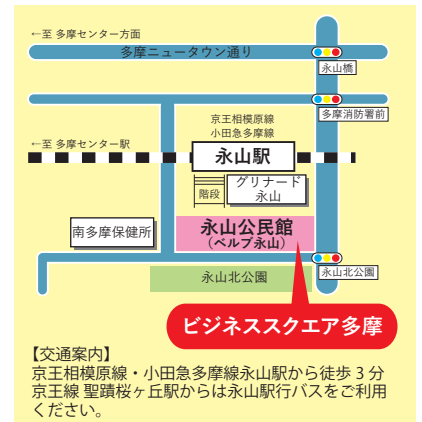 ←至 多摩センター方面
多摩ニュータウン通り
永山橋
多摩消防署前
京王相模原線
小田急多摩線
←至 多摩センター駅
永山駅
階段
グリナード
永山
南多摩保健所
永山公民館
(ベルブ永山)
永山北公園
永山北公園
ビジネススクエア多摩
【交通案内】
京王相模原線・小田急多摩線永山駅から徒歩 3 分
京王線 聖蹟桜ヶ丘駅からは永山駅行バスをご利用
ください。